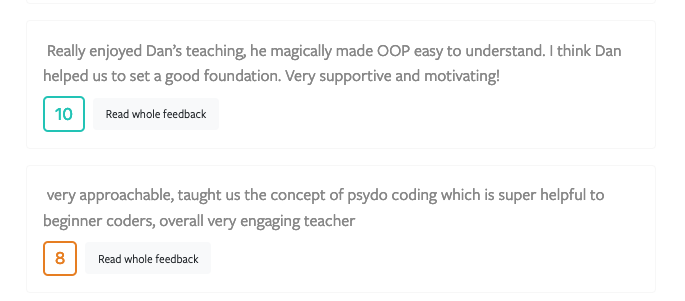 Really enjoyed Dan's teaching, he magically made OOP easy to understand. I think Dan
helped us to set a good foundation. Very supportive and motivating!
10 Read whole feedback
very approachable, taught us the concept of psydo coding which is super helpful to
beginner coders, overall very engaging teacher
8 Read whole feedback